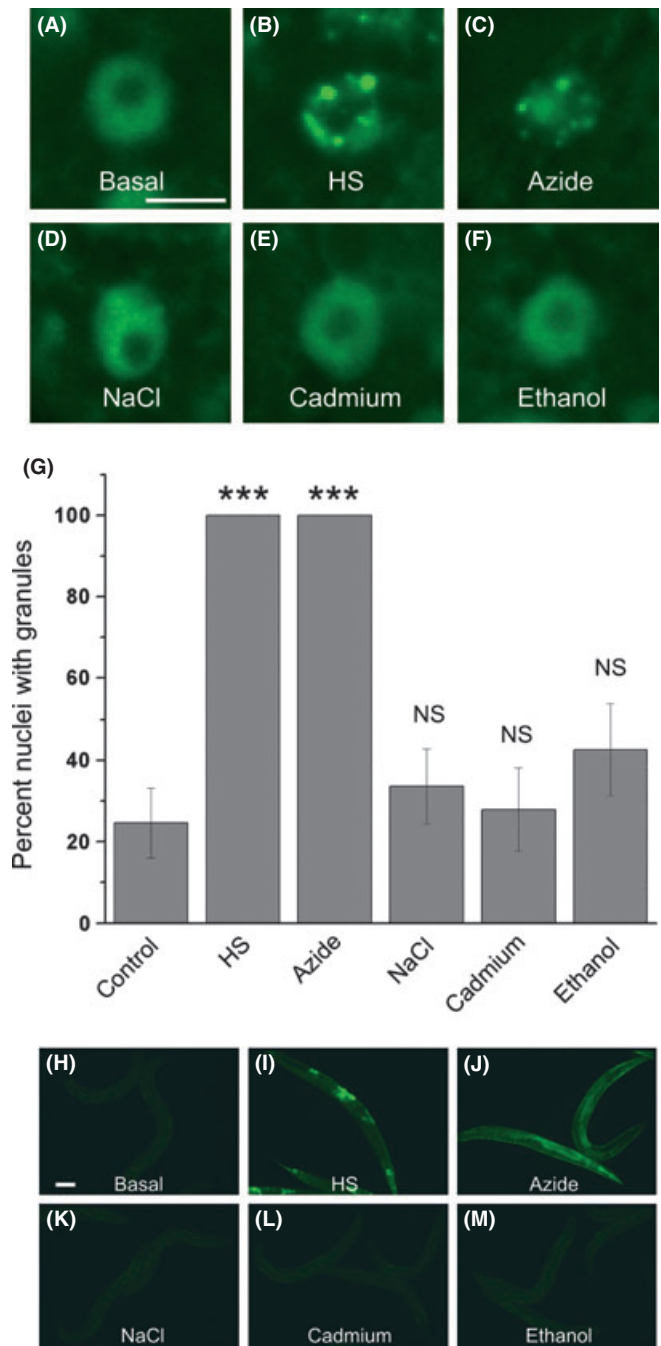 (A)
Basal
(B)
HS
(C)
Azide
(D)
NaCl
(E)
Cadmium
(F)
Ethanol
(G)
Percent nuclei with granules
100
80
60
40
20
0
***
***
NS
NS
NS
Control
HS
Azide
NaCl
Cadmium
Ethanol
(H)
Basal
(I)
HS
(J)
Azide
(K)
NaCl
(L)
Cadmium
(M)
Ethanol